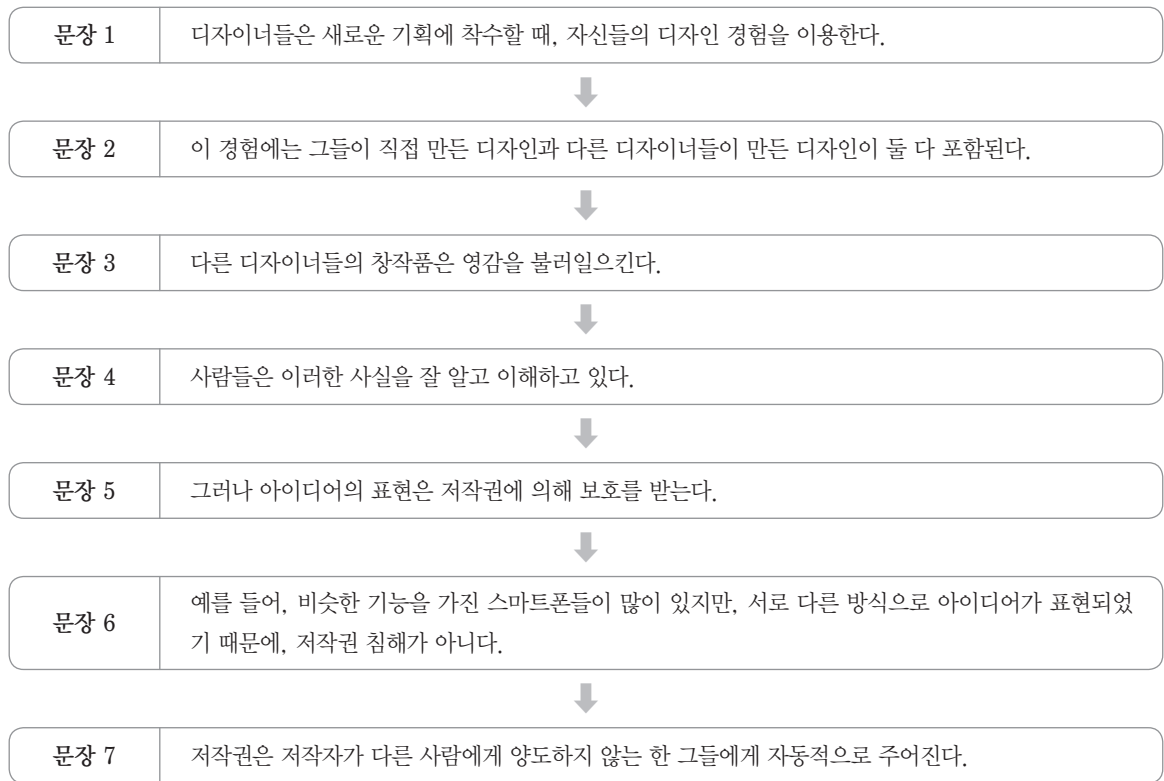 문장 1 디자이너들은 새로운 기획에 착수할 때, 자신들의 디자인 경험을 이용한다.
문장 2 이 경험에는 그들이 직접 만든 디자인과 다른 디자이너들이 만든 디자인이 둘 다 포함된다.
문장 3 다른 디자이너들의 창작품은 영감을 불러일으킨다.
문장 4 사람들은 이러한 사실을 잘 알고 이해하고 있다.
문장 5 그러나 아이디어의 표현은 저작권에 의해 보호를 받는다.
문장 6 예를 들어, 비슷한 기능을 가진 스마트폰들이 많이 있지만, 서로 다른 방식으로 아이디어가 표현되었
기 때문에, 저작권 침해가 아니다.
문장 7 저작권은 저작자가 다른 사람에게 양도하지 않는 한 그들에게 자동적으로 주어진다.